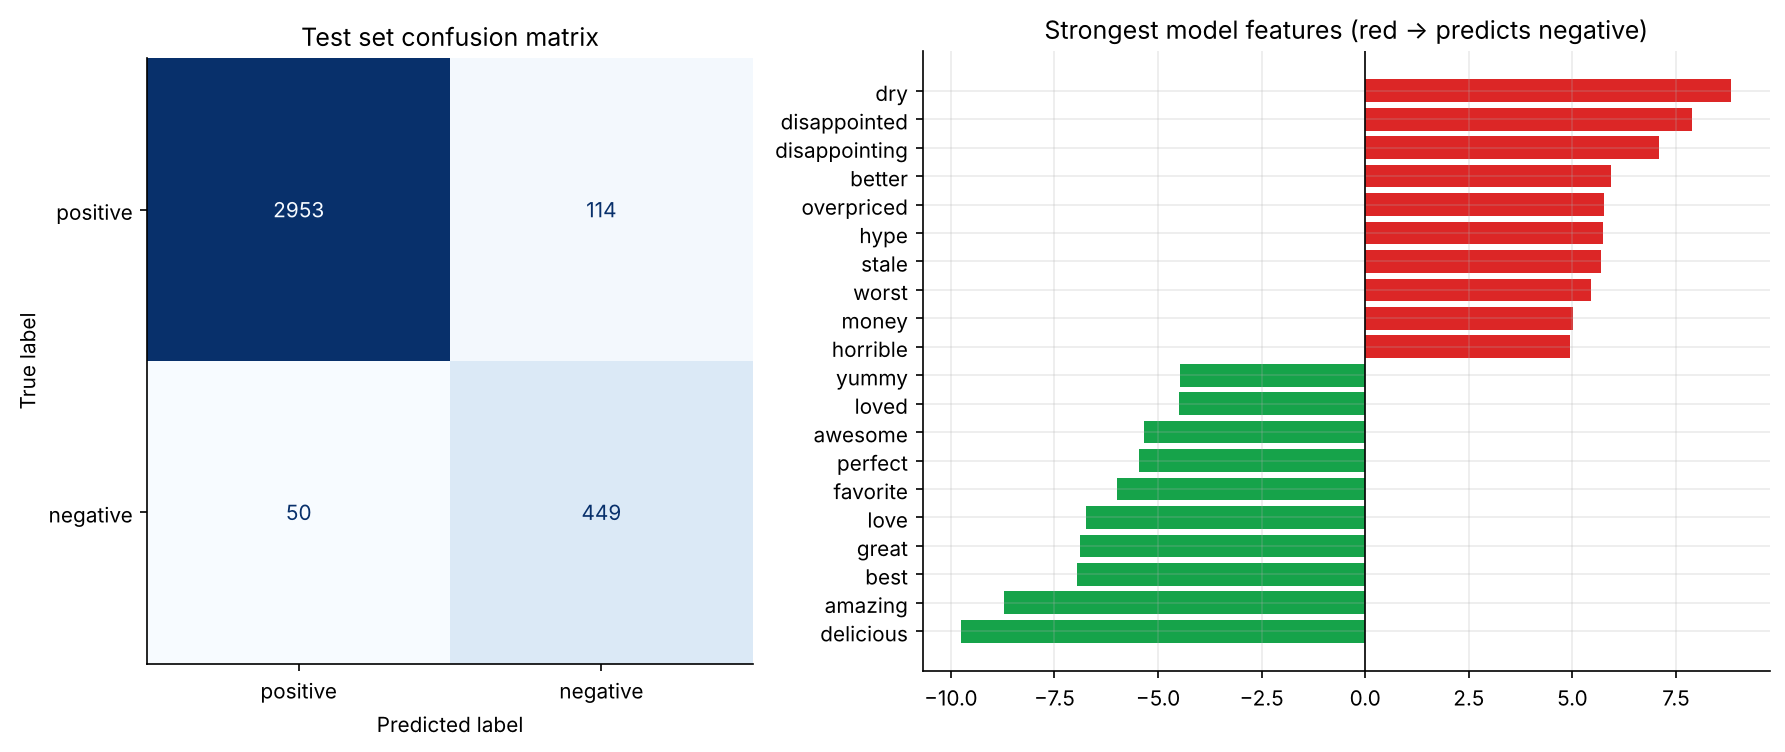 Test set confusion matrix
positive
negative
True label
2953
114
50
449
positive
negative
Predicted label
Strongest model features (red → predicts negative)
dry
disappointed
disappointing
better
overpriced
hype
stale
worst
money
horrible
yummy
loved
awesome
perfect
favorite
love
great
best
amazing
delicious
−10.0
−7.5
−5.0
−2.5
0.0
2.5
5.0
7.5